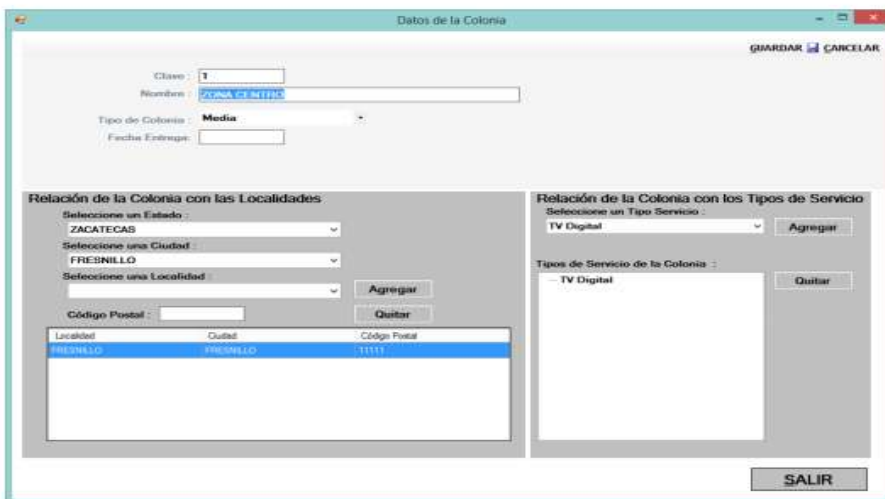 Datos de la Colonia
GUARDAR CANCELAR
Clave : 1
Nombre : ZONA CENTRO
Tipo de Colonia : Media
Fecha Entrega:
Relación de la Colonia con las Localidades
Seleccione un Estado :
ZACATECAS
Seleccione una Ciudad :
FRESNILLO
Seleccione una Localidad :
Agregar
Código Postal :
Quitar
Localidad Ciudad Código Postal
FRESNILLO FRESNILLO 11111
Relación de la Colonia con los Tipos de Servicio
Seleccione un Tipo Servicio :
TV Digital
Agregar
Tipos de Servicio de la Colonia :
TV Digital
Quitar
SALIR